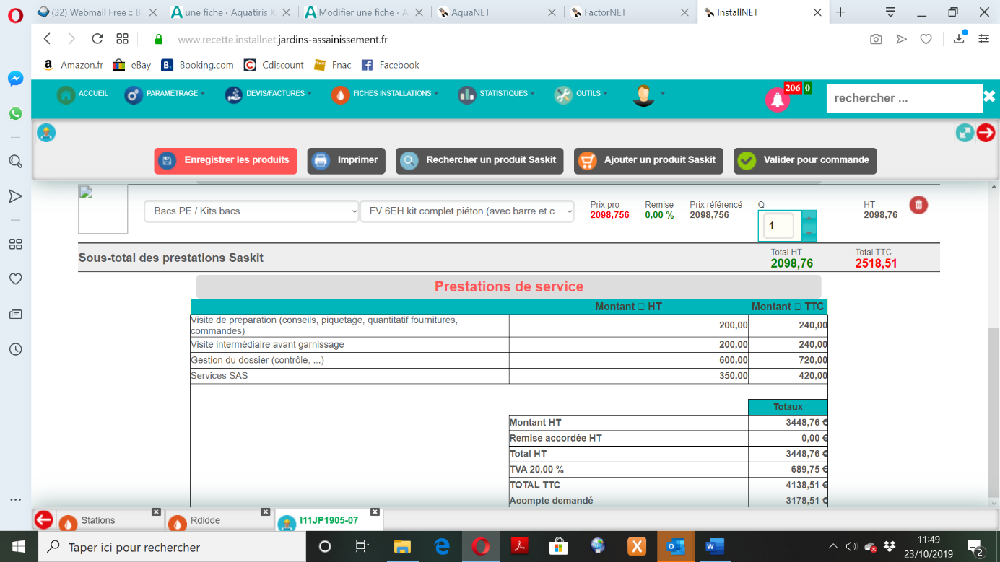 (32) Webmail Free :: B
une fiche ‹ Aquatiris K
Modifier une fiche ‹ A
AquaNET
FactorNET
InstallNET
www.recette.installnet.jardins-assainissement.fr
Amazon.fr
eBay
Booking.com
Cdiscount
Fnac
Facebook
ACCUEIL
PARAMÉTRAGE
DEVIS/FACTURES
FICHES INSTALLATIONS
STATISTIQUES
OUTILS
206 0
rechercher ...
Enregistrer les produits
Imprimer
Rechercher un produit Saskit
Ajouter un produit Saskit
Valider pour commande
Bacs PE / Kits bacs
FV 6EH kit complet piéton (avec barre et c
Prix pro
2098,756
Remise
0,00 %
Prix référencé
2098,756
Q
1
HT
2098,76
Sous-total des prestations Saskit
Total HT
2098,76
Total TTC
2518,51
Prestations de service
Montant HT
Montant TTC
Visite de préparation (conseils, piquetage, quantitatif fournitures,
commandes)
200,00
240,00
Visite intermédiaire avant garnissage
200,00
240,00
Gestion du dossier (contrôle, ...)
600,00
720,00
Services SAS
350,00
420,00
Totaux
Montant HT
3448,76 €
Remise accordée HT
0,00 €
Total HT
3448,76 €
TVA 20.00 %
689,75 €
TOTAL TTC
4138,51 €
Acompte demandé
3178,51 €
Stations
Rdidde
I11JP1905-07
Taper ici pour rechercher
11:49
23/10/2019
2